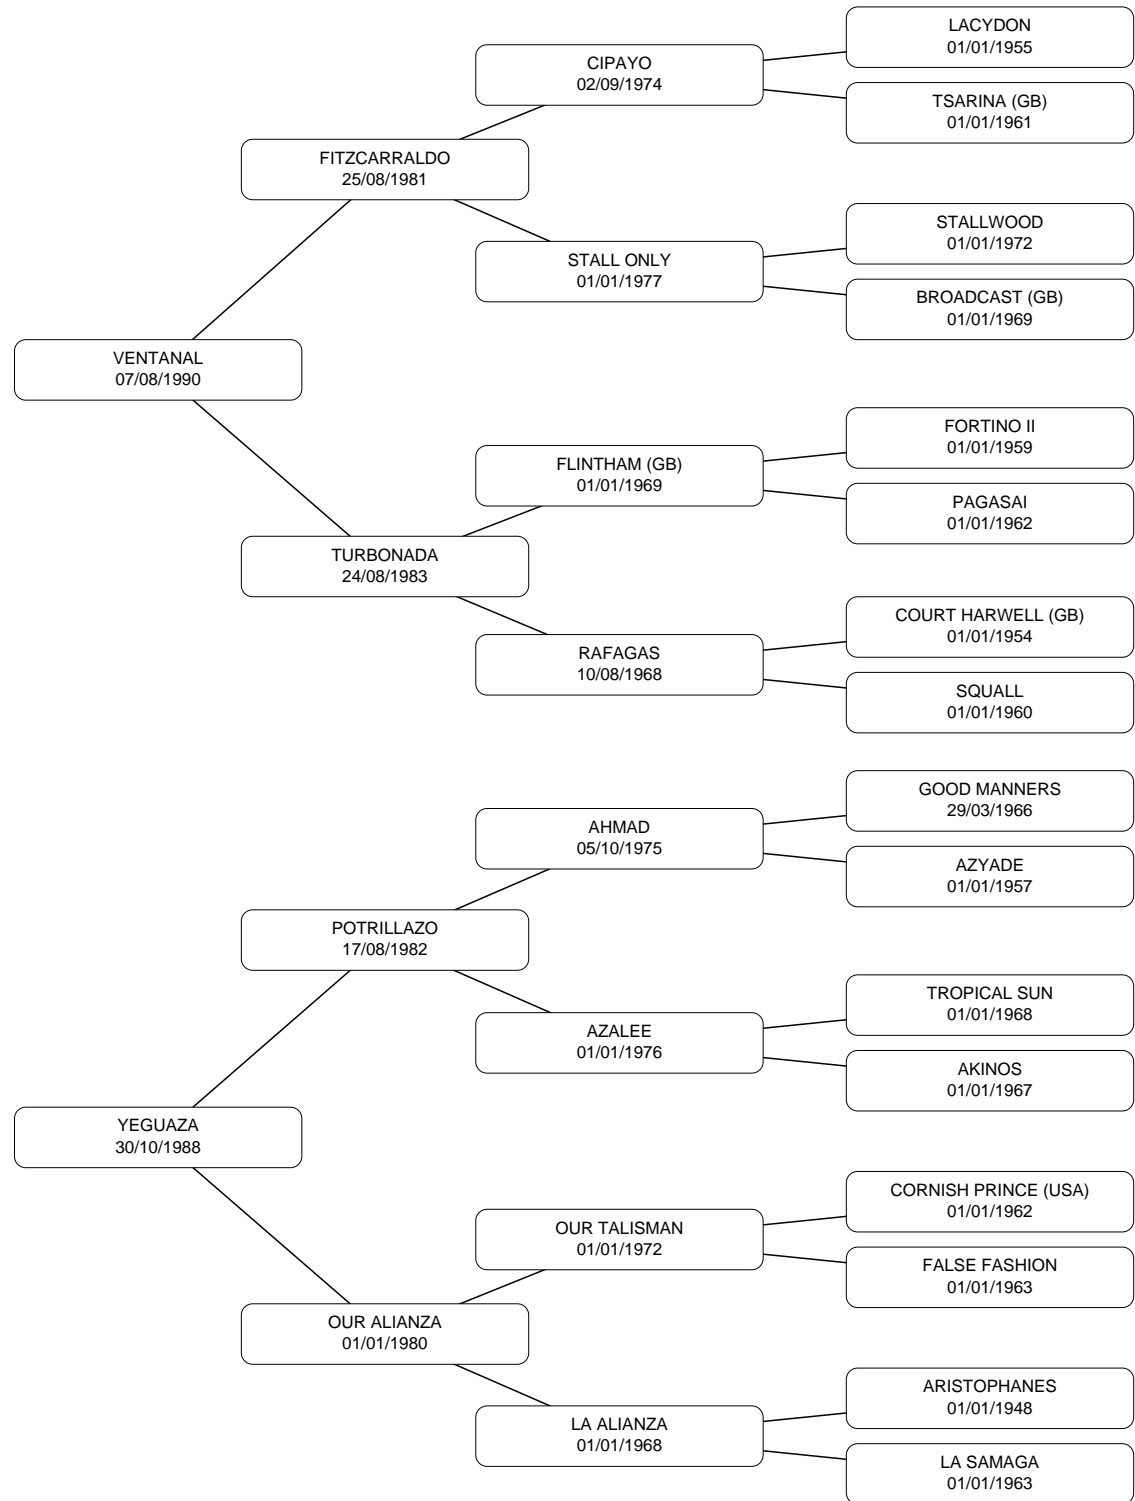 LACYDON
01/01/1955
CIPAYO
02/09/1974
TSARINA (GB)
01/01/1961
FITZCARRALDO
25/08/1981
STALLWOOD
01/01/1972
STALL ONLY
01/01/1977
BROADCAST (GB)
01/01/1969
VENTANAL
07/08/1990
FORTINO II
01/01/1959
FLINTHAM (GB)
01/01/1969
PAGASAI
01/01/1962
TURBONADA
24/08/1983
COURT HARWELL (GB)
01/01/1954
RAFAGAS
10/08/1968
SQUALL
01/01/1960
GOOD MANNERS
29/03/1966
AHMAD
05/10/1975
AZYADE
01/01/1957
POTRILLAZO
17/08/1982
TROPICAL SUN
01/01/1968
AZALEE
01/01/1976
AKINOS
01/01/1967
YEGUAZA
30/10/1988
CORNISH PRINCE (USA)
01/01/1962
OUR TALISMAN
01/01/1972
FALSE FASHION
01/01/1963
OUR ALIANZA
01/01/1980
ARISTOPHANES
01/01/1948
LA ALIANZA
01/01/1968
LA SAMAGA
01/01/1963